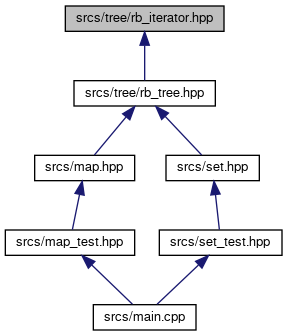 srcs/tree/rb_iterator.hpp
srcs/tree/rb_tree.hpp
srcs/map.hpp
srcs/set.hpp
srcs/map_test.hpp
srcs/set_test.hpp
srcs/main.cpp